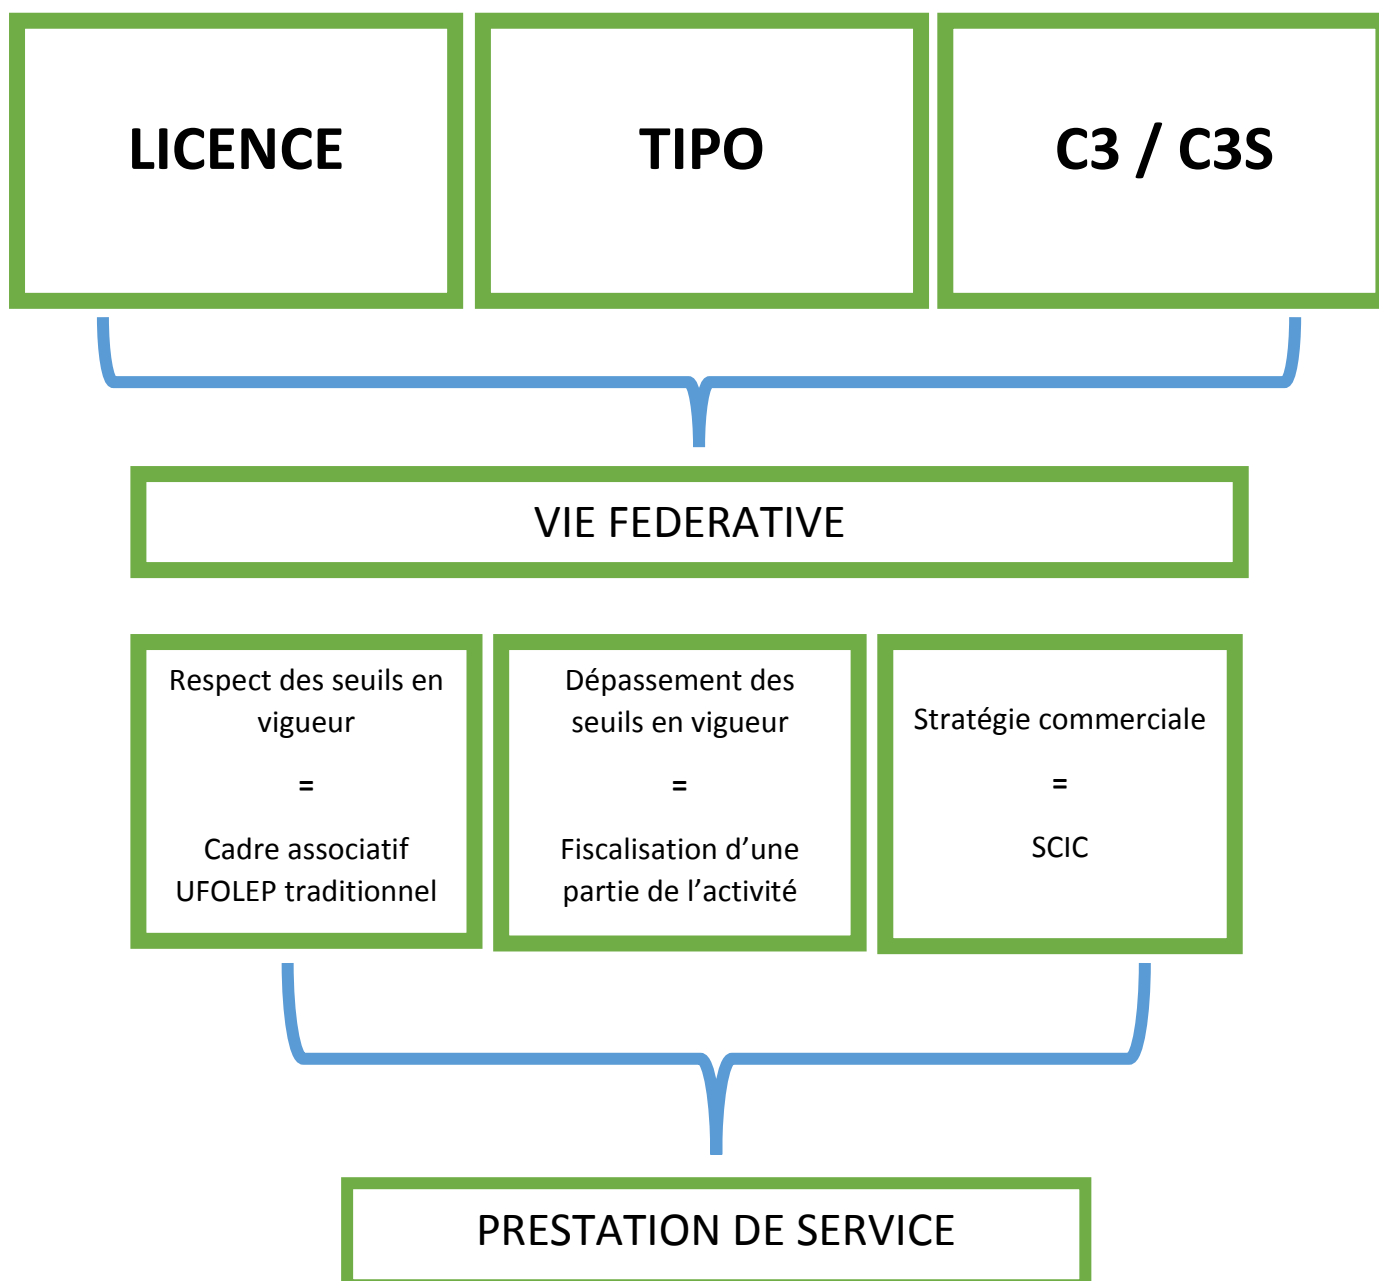 LICENCE
TIPO
C3 / C3S
VIE FEDERATIVE
Respect des seuils en
vigueur
=
Cadre associatif
UFOLEP traditionnel
Dépassement des
seuils en vigueur
=
Fiscalisation d’une
partie de l’activité
Stratégie commerciale
=
SCIC
PRESTATION DE SERVICE